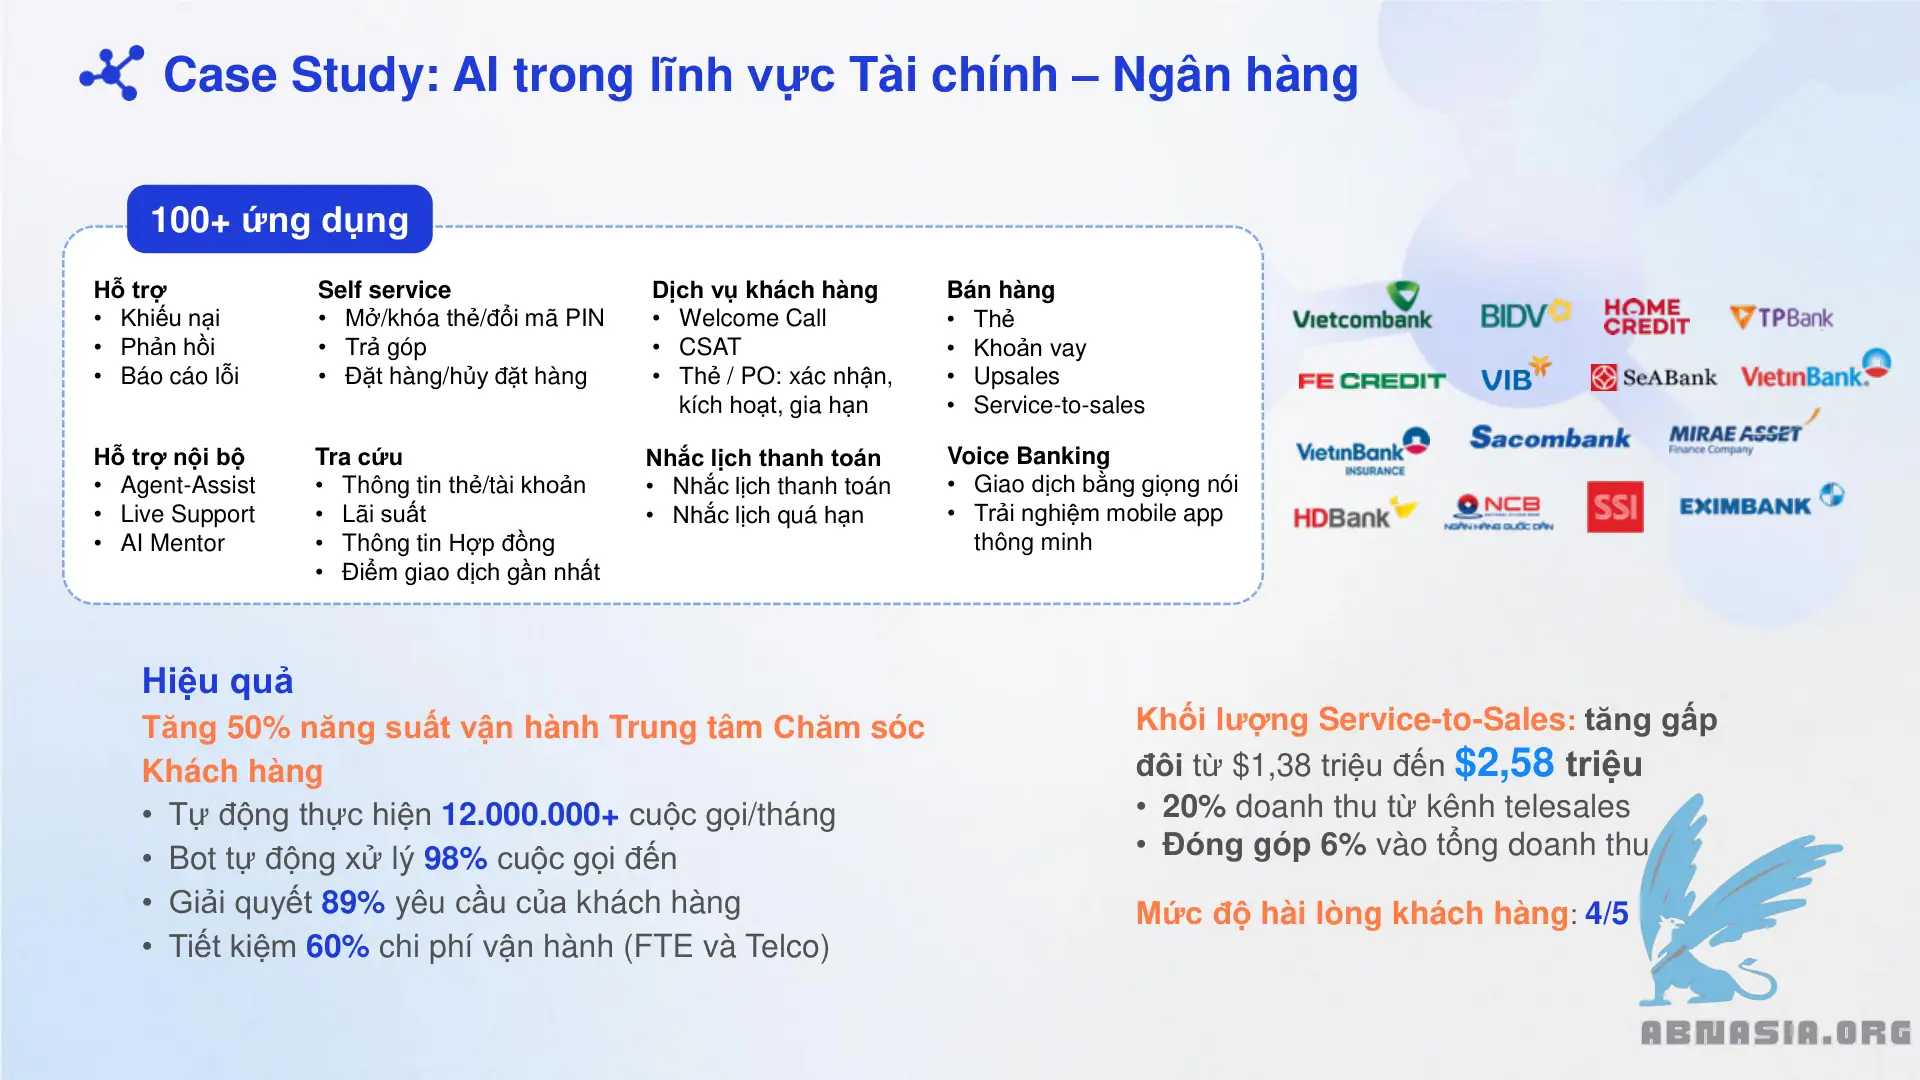 Case Study: AI trong lĩnh vực Tài chính – Ngân hàng
100+ ứng dụng
Hỗ trợ
• Khiếu nại
• Phản hồi
• Báo cáo lỗi
Self service
• Mở/khóa thẻ/đổi mã PIN
• Trả góp
• Đặt hàng/hủy đặt hàng
Dịch vụ khách hàng
• Welcome Call
• CSAT
• Thẻ / PO: xác nhận,
kích hoạt, gia hạn
Bán hàng
• Thẻ
• Khoản vay
• Upsales
• Service-to-sales
Hỗ trợ nội bộ
• Agent-Assist
• Live Support
• AI Mentor
Tra cứu
• Thông tin thẻ/tài khoản
• Lãi suất
• Thông tin Hợp đồng
• Điểm giao dịch gần nhất
Nhắc lịch thanh toán
• Nhắc lịch thanh toán
• Nhắc lịch quá hạn
Voice Banking
• Giao dịch bằng giọng nói
• Trải nghiệm mobile app
thông minh
Vietcombank
BIDV
HOME
CREDIT
TPBank
FE CREDIT
VIB
SeABank
VietinBank
VietinBank
INSURANCE
Sacombank
MIRAE ASSET
Finance Company
HDBank
NCB
NGÂN HÀNG QUỐC DÂN
SSI
EXIMBANK
Hiệu quả
Tăng 50% năng suất vận hành Trung tâm Chăm sóc
Khách hàng
• Tự động thực hiện 12.000.000+ cuộc gọi/tháng
• Bot tự động xử lý 98% cuộc gọi đến
• Giải quyết 89% yêu cầu của khách hàng
• Tiết kiệm 60% chi phí vận hành (FTE và Telco)
Khối lượng Service-to-Sales: tăng gấp
đôi từ $1,38 triệu đến $2,58 triệu
• 20% doanh thu từ kênh telesales
• Đóng góp 6% vào tổng doanh thu
Mức độ hài lòng khách hàng: 4/5
ABNASIA.ORG